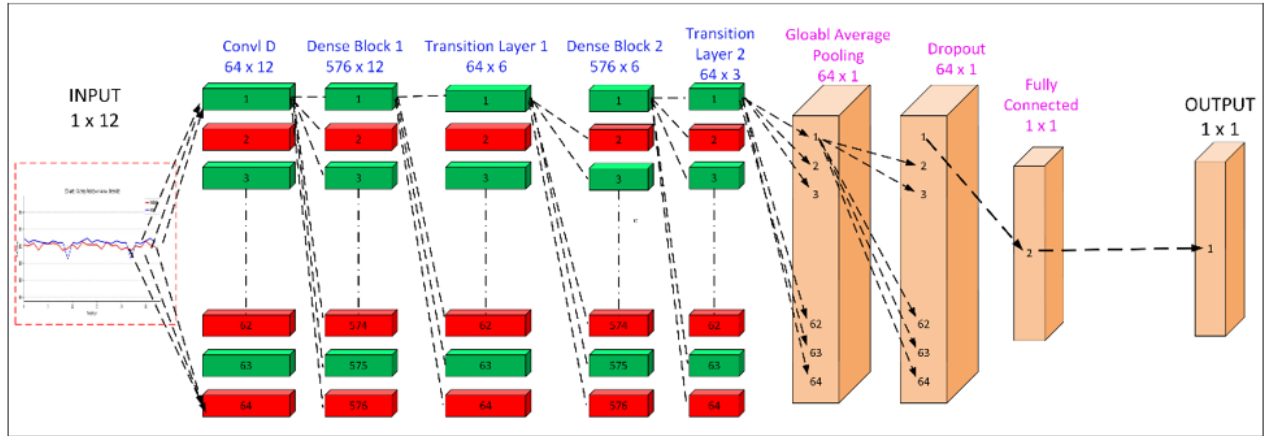 INPUT
1 x 12
Convl D
64 x 12
Dense Block 1
576 x 12
Transition Layer 1
64 x 6
Dense Block 2
576 x 6
Transition
Layer 2
64 x 3
Gloabl Average
Pooling
64 x 1
Dropout
64 x 1
Fully
Connected
1 x 1
OUTPUT
1 x 1
1 1 1 1 1
2 2 2 2 2
3 3 3 3 3
62 574 62 574 62
63 575 63 575 63
64 576 64 576 64
1
2
3
62
63
64
1
2
3
62
63
64
2
1